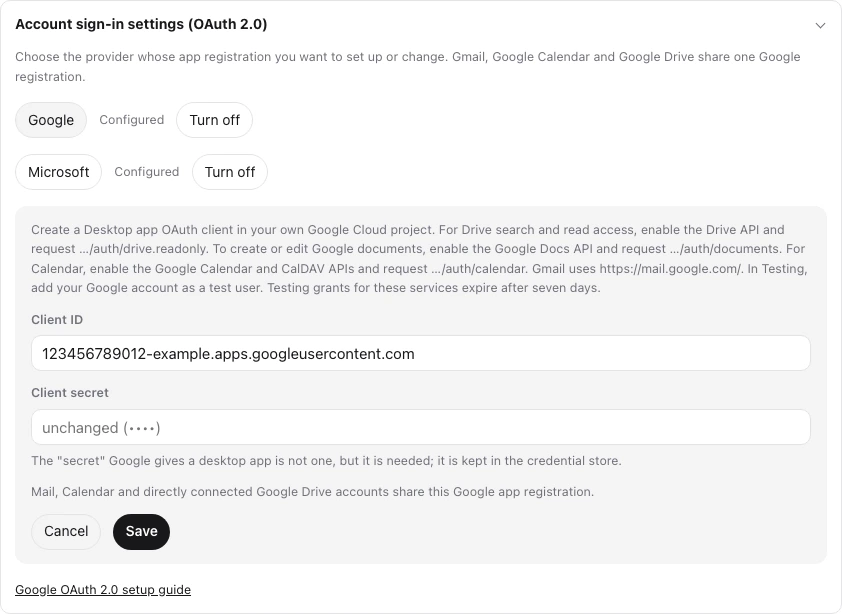 Account sign-in settings (OAuth 2.0)
Choose the provider whose app registration you want to set up or change. Gmail, Google Calendar and Google Drive share one Google
registration.
Google Configured Turn off
Microsoft Configured Turn off
Create a Desktop app OAuth client in your own Google Cloud project. For Drive search and read access, enable the Drive API and
request …/auth/drive.readonly. To create or edit Google documents, enable the Google Docs API and request …/auth/documents. For
Calendar, enable the Google Calendar and CalDAV APIs and request …/auth/calendar. Gmail uses https://mail.google.com/. In Testing,
add your Google account as a test user. Testing grants for these services expire after seven days.
Client ID
123456789012-example.apps.googleusercontent.com
Client secret
unchanged (••••)
The "secret" Google gives a desktop app is not one, but it is needed; it is kept in the credential store.
Mail, Calendar and directly connected Google Drive accounts share this Google app registration.
Cancel Save
Google OAuth 2.0 setup guide